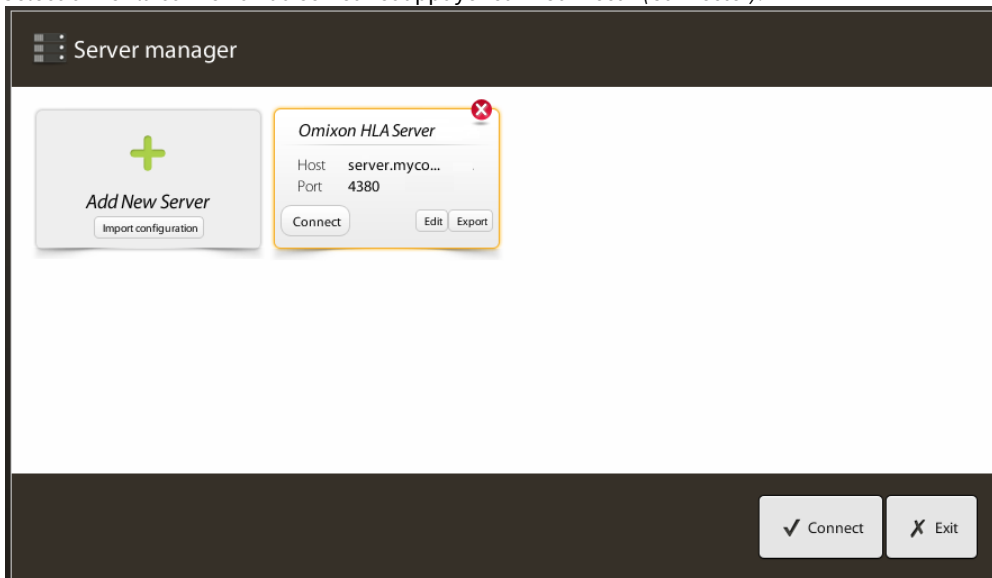 Server manager
Omixon HLA Server
Host server.myco...
Port 4380
Add New Server
Import configuration
Connect Edit Export
Connect Exit